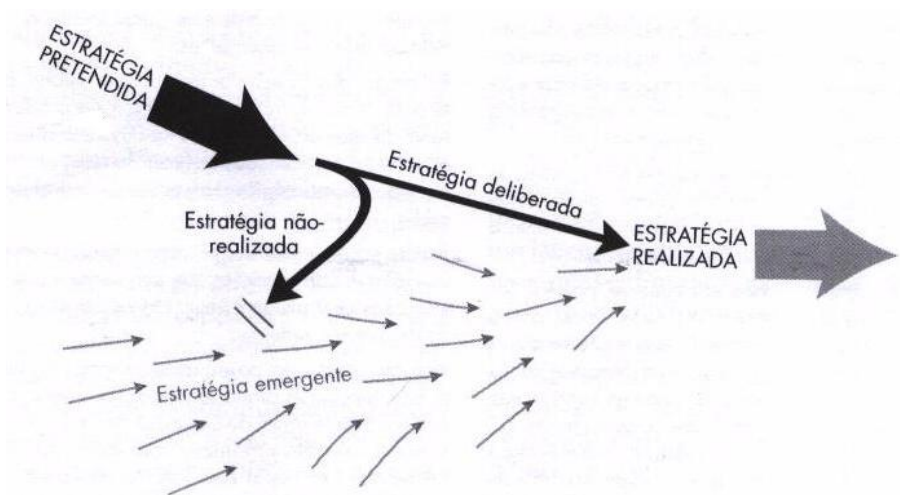 ESTRATÉGIA
PRETENDIDA
Estratégia deliberada
Estratégia não-
realizada
ESTRATÉGIA
REALIZADA
Estratégia emergente